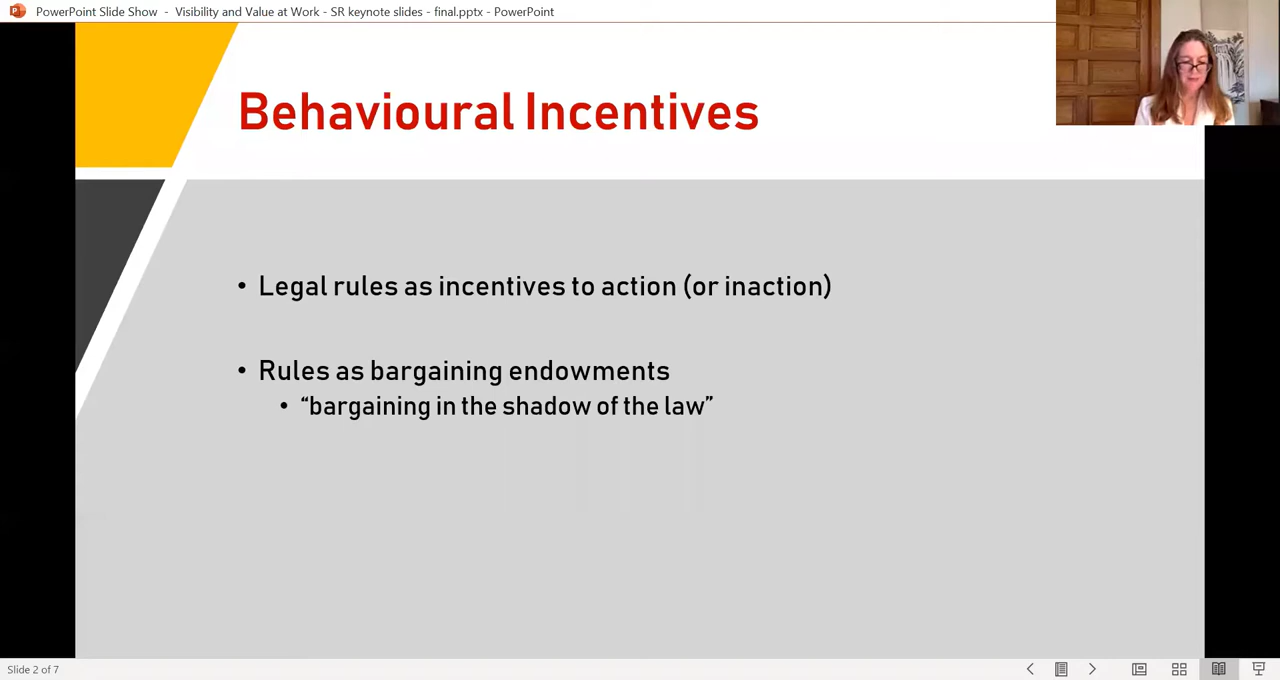 PowerPoint Slide Show - Visibility and Value at Work - SR keynote slides - final.pptx - PowerPoint
Behavioural Incentives
• Legal rules as incentives to action (or inaction)
• Rules as bargaining endowments
• “bargaining in the shadow of the law”
Slide 2 of 7